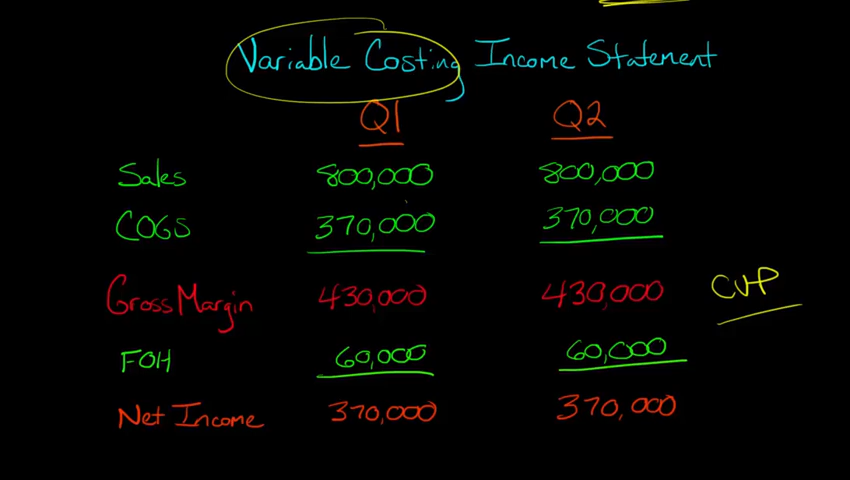 Variable Costing Income Statement
Q1 Q2
Sales 800,000 800,000
COGS 370,000 370,000
Gross Margin 430,000 430,000 CVP
FOH 60,000 60,000
Net Income 370,000 370,000